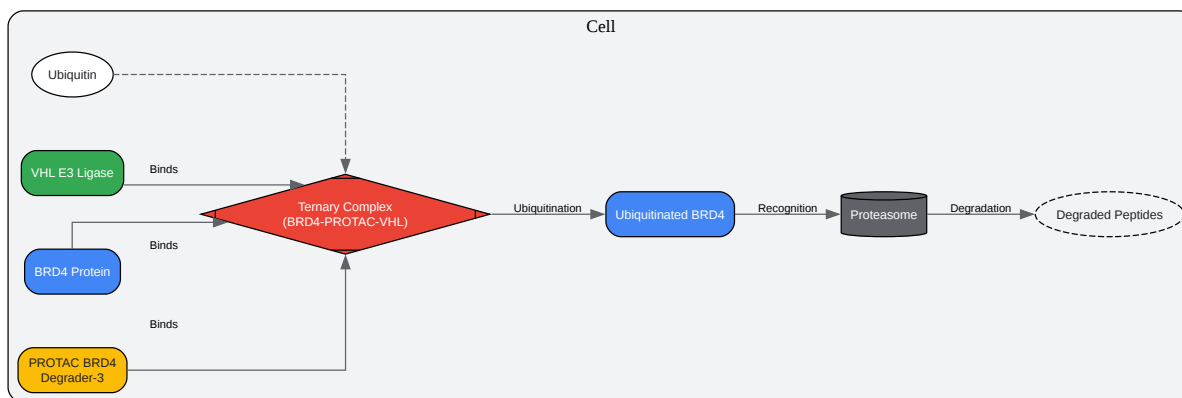 Cell
Ubiquitin
VHL E3 Ligase
Binds
BRD4 Protein
Binds
Binds
PROTAC BRD4
Degrader-3
Ternary Complex
(BRD4-PROTAC-VHL)
Ubiquitination
Ubiquitinated BRD4
Recognition
Proteasome
Degradation
Degraded Peptides